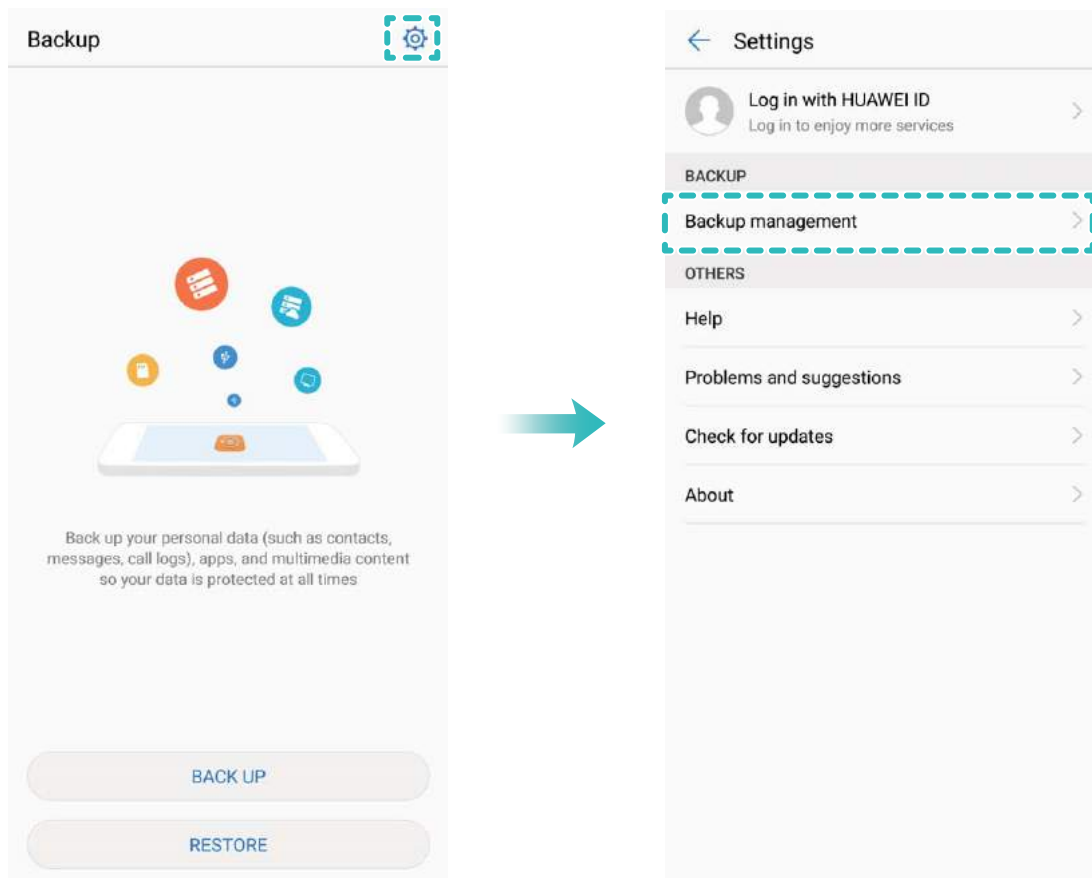 Backup
Back up your personal data (such as contacts,
messages, call logs), apps, and multimedia content
so your data is protected at all times
BACK UP
RESTORE
Settings
Log in with HUAWEI ID
Log in to enjoy more services
BACKUP
Backup management
OTHERS
Help
Problems and suggestions
Check for updates
About